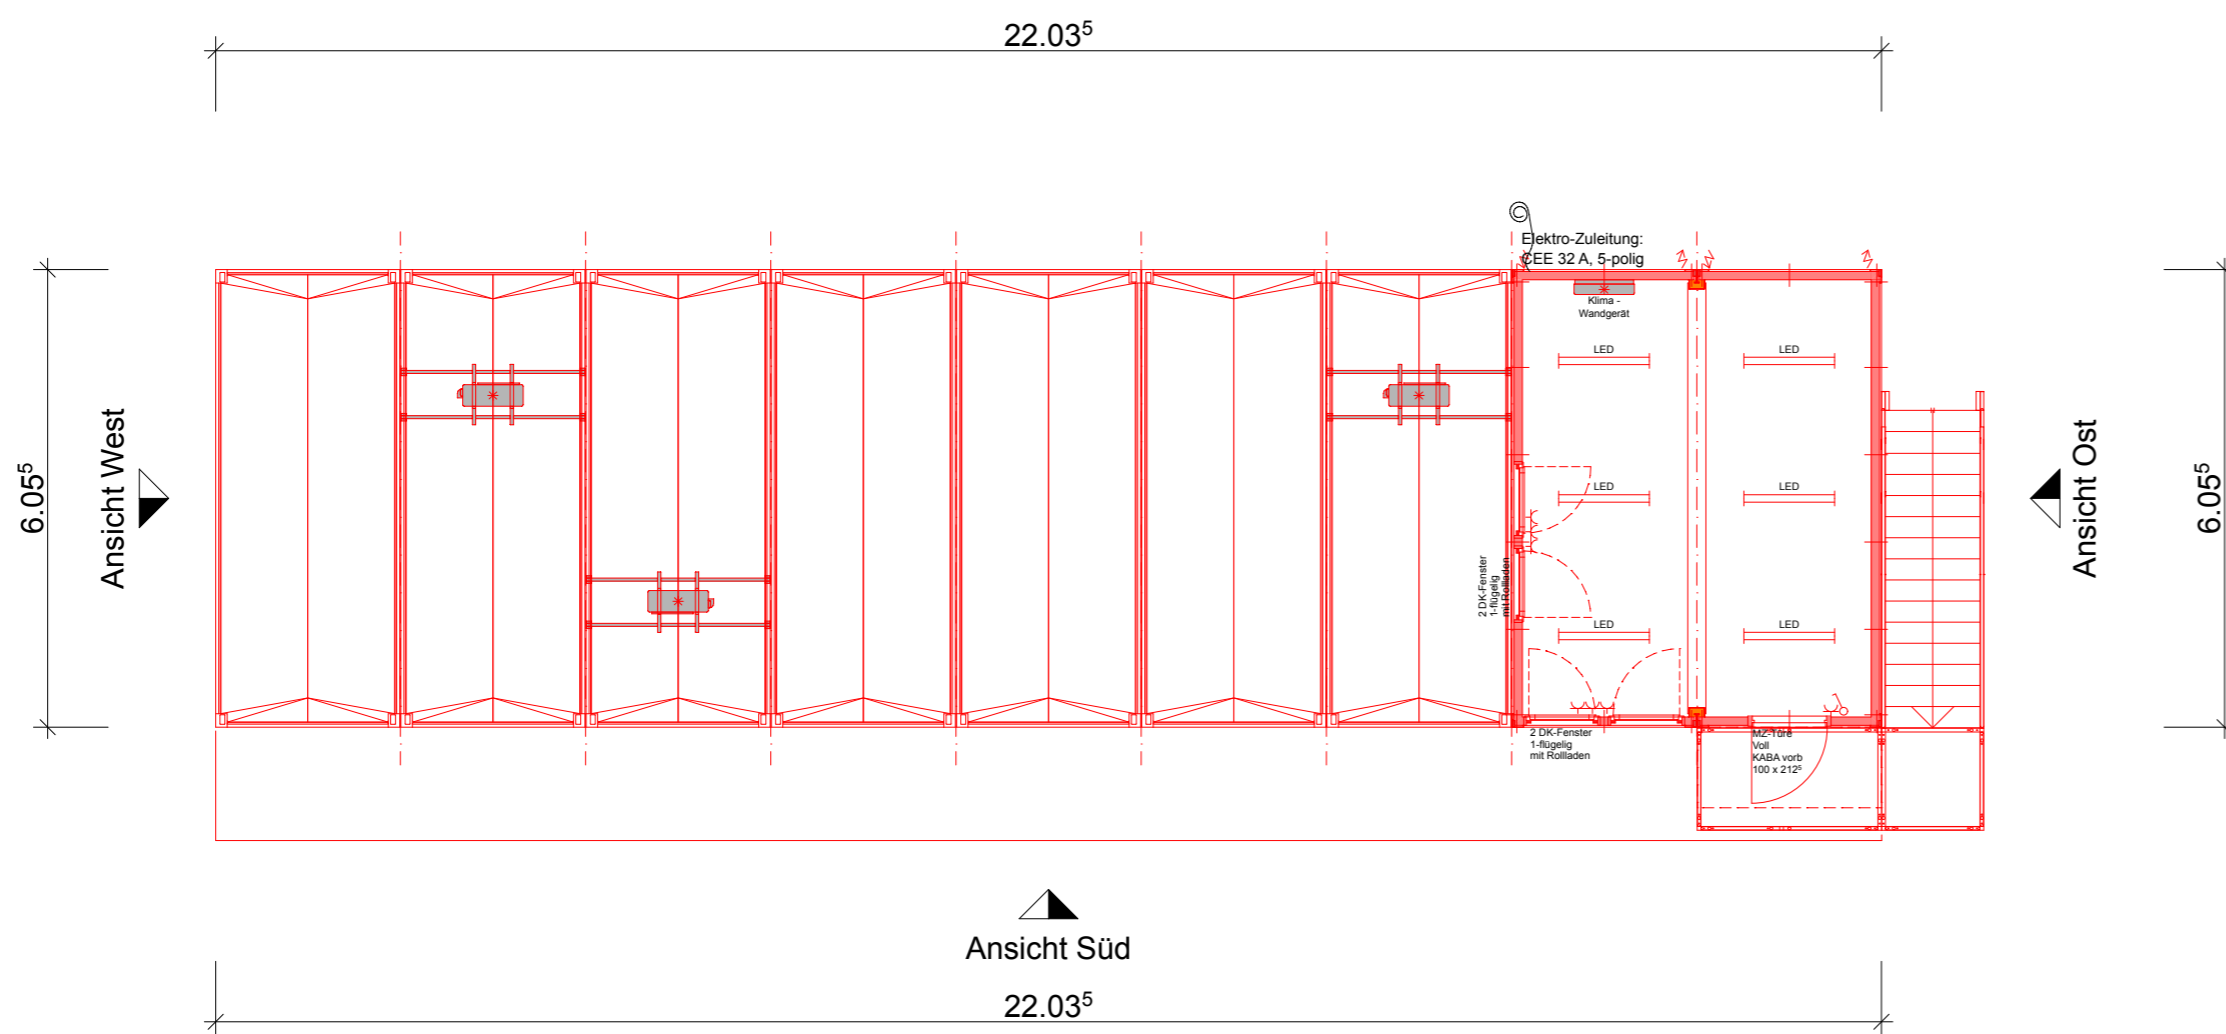 22.03⁵
Elektro-Zuleitung:
CEE 32 A, 5-polig
Klima -
Wandgerät
LED
LED
6.05⁵
Ansicht West
LED
LED
Ansicht Ost
6.05⁵
2 DK-Fenster
1-flügelig
mit Rollladen
LED
LED
2 DK-Fenster
1-flügelig
mit Rollladen
MZ-Türe
Voll
KABA vorb
100 x 212⁵
Ansicht Süd
22.03⁵